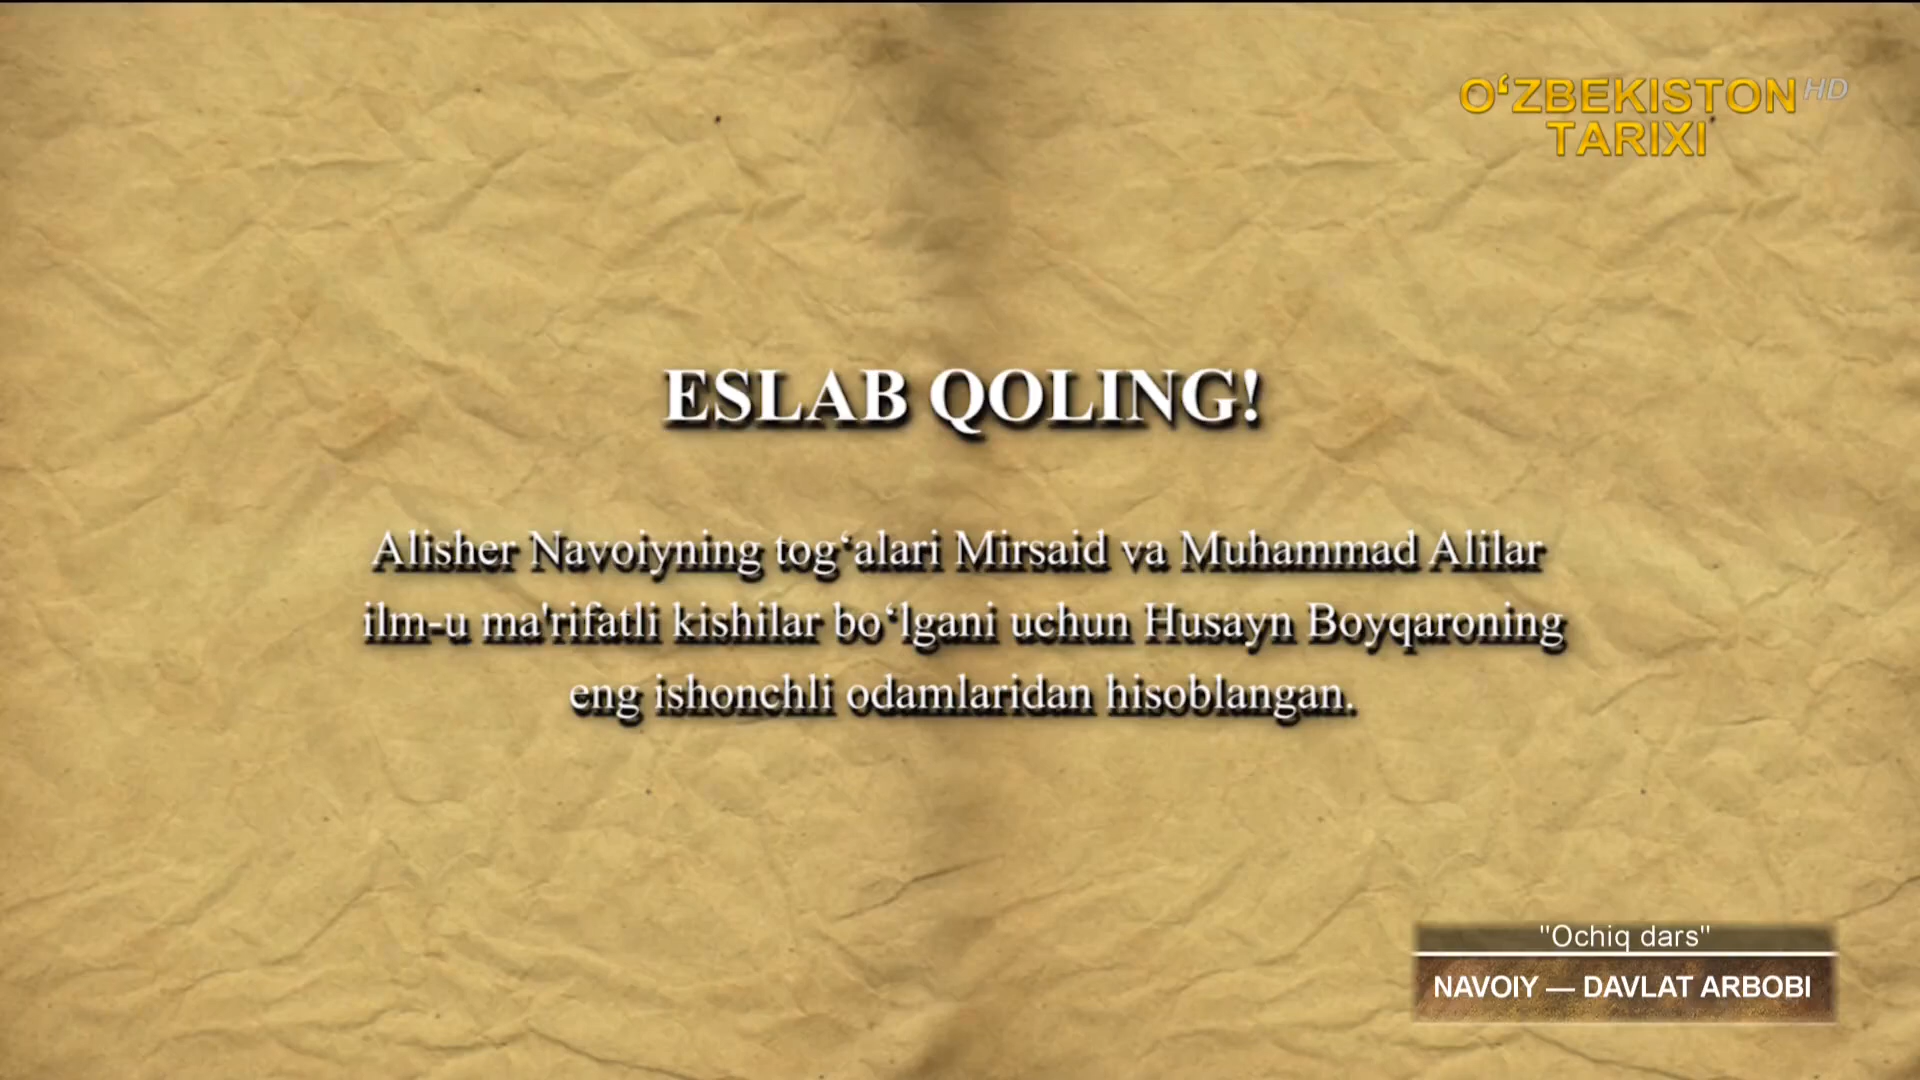 O‘ZBEKISTON HD
TARIXI
ESLAB QOLING!
Alisher Navoiyning tog‘alari Mirsaid va Muhammad Alilar
ilm-u ma'rifatli kishilar bo‘lgani uchun Husayn Boyqaroning
eng ishonchli odamlaridan hisoblangan.
"Ochiq dars"
NAVOIY — DAVLAT ARBOBI